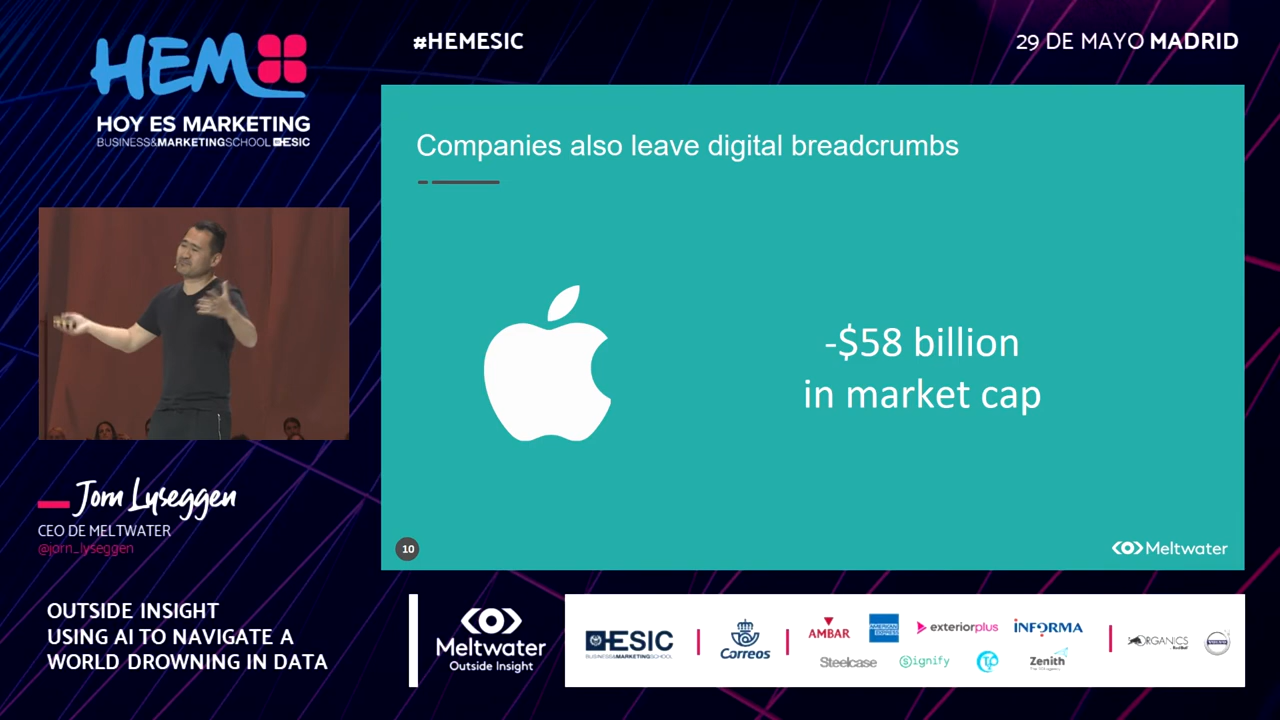 HEM
HOY ES MARKETING
BUSINESS&MARKETINGSCHOOL ESIC
#HEMESIC
29 DE MAYO MADRID
Companies also leave digital breadcrumbs
-$58 billion
in market cap
10
Meltwater
Jorn Lyseggen
CEO DE MELTWATER
@jorn_lyseggen
OUTSIDE INSIGHT
USING AI TO NAVIGATE A
WORLD DROWNING IN DATA
Meltwater
Outside Insight
ESIC
BUSINESS&MARKETINGSCHOOL
Correos
AMBAR
AMERICAN EXPRESS
exteriorplus
INFORMA
Steelcase
Signify
Zenith
ORGANICS